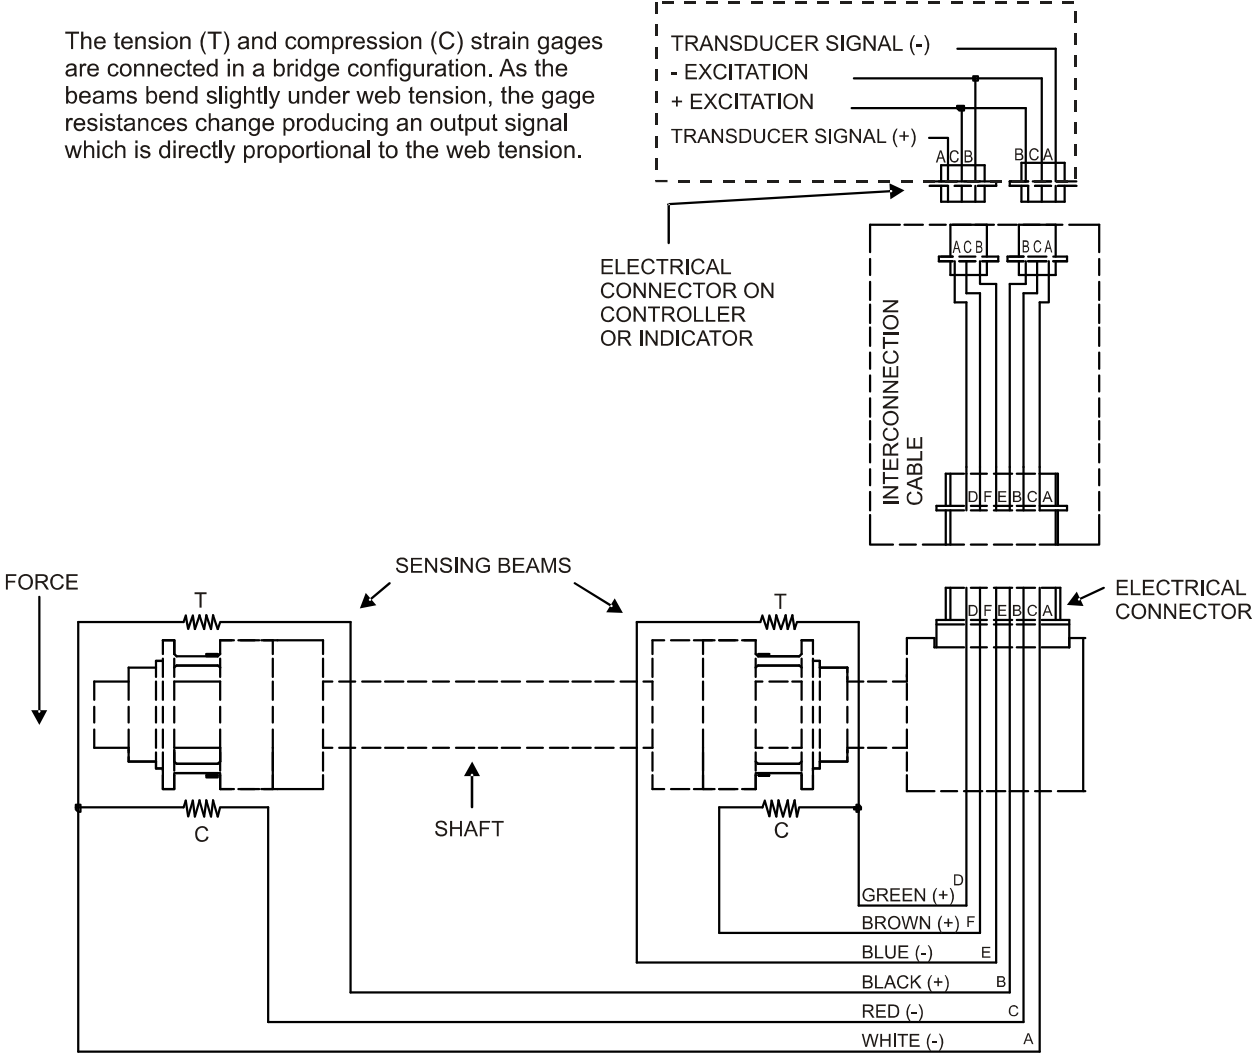 The tension (T) and compression (C) strain gages
are connected in a bridge configuration. As the
beams bend slightly under web tension, the gage
resistances change producing an output signal
which is directly proportional to the web tension.
TRANSDUCER SIGNAL (-)
- EXCITATION
+ EXCITATION
TRANSDUCER SIGNAL (+)
A C B
B C A
ELECTRICAL
CONNECTOR ON
CONTROLLER
OR INDICATOR
A C B
B C A
INTERCONNECTION
CABLE
D F E B C A
SENSING BEAMS
FORCE
T
T
ELECTRICAL
CONNECTOR
D F E B C A
SHAFT
C
C
GREEN (+) D
BROWN (+) F
BLUE (-) E
BLACK (+) B
RED (-) C
WHITE (-) A